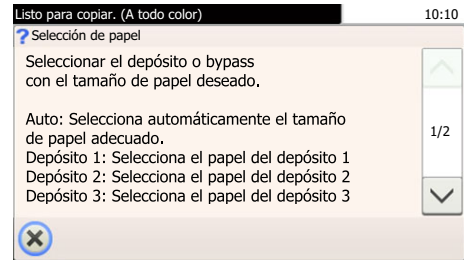 Listo para copiar. (A todo color)
10:10
? Selección de papel
Seleccionar el depósito o bypass
con el tamaño de papel deseado.
Auto: Selecciona automáticamente el tamaño
de papel adecuado.
1/2
Depósito 1: Selecciona el papel del depósito 1
Depósito 2: Selecciona el papel del depósito 2
Depósito 3: Selecciona el papel del depósito 3